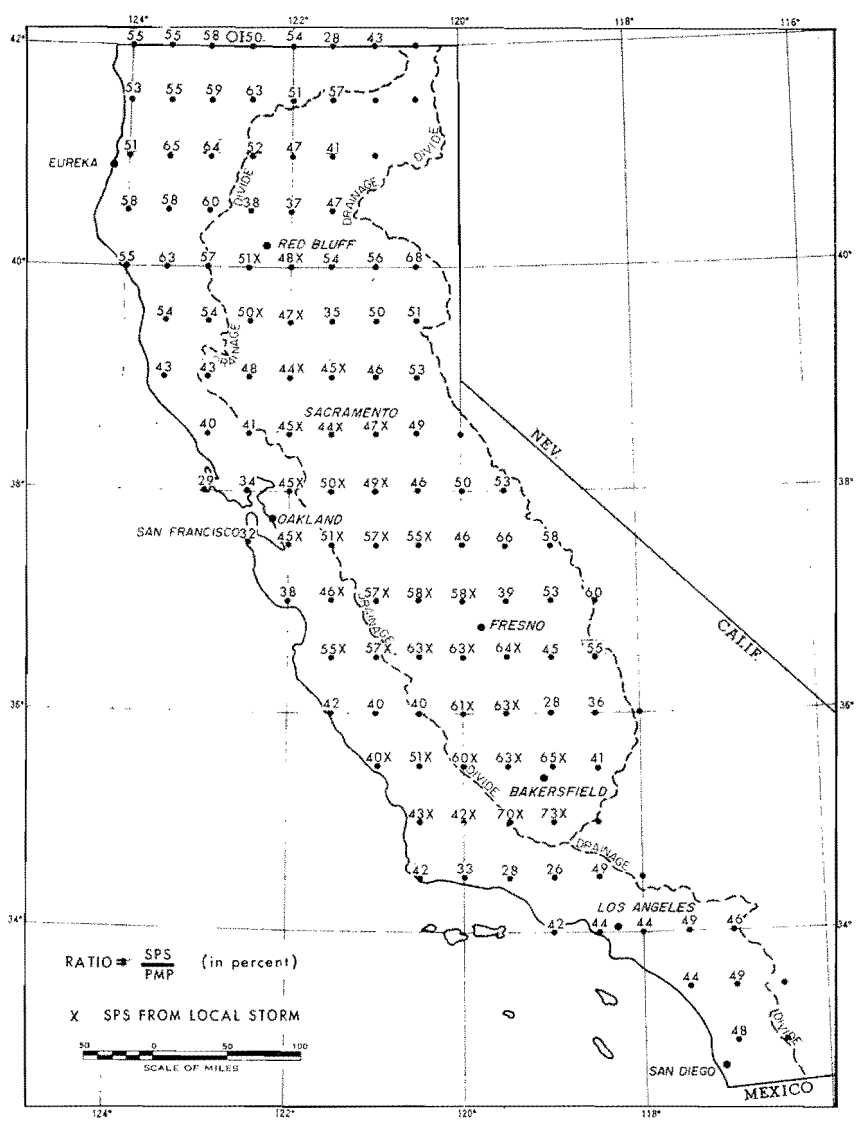 124° 122° 120° 118° 116°
42°
55 55 58 OI50. 54 28 43
53 55 59 63 51 57
DIVIDE
DIVIDE
51 65 64 52 47 41
EUREKA
DIVIDE
DRAINAGE
58 58 60 38 37 47
RED BLUFF
40° 40°
55 63 57 51X 48X 54 56 68
54 54 50X 47X 35 50 51
43 43 48 44X 45X 46 53
SACRAMENTO
40 41 45X 44X 47X 49
NEV.
38° 38°
29 34 45X 50X 49X 46 50 53
OAKLAND
SAN FRANCISCO
32 45X 51X 57X 55X 46 66 58
38 46X 57X 58X 58X 39 53 60
DRAINAGE
FRESNO
CALIF.
55X 57X 63X 63X 64X 45 55
36° 36°
42 40 40 61X 63X 28 36
40X 51X 60X 63X 65X 41
DIVIDE
BAKERSFIELD
43X 42X 70X 73X
DRAINAGE
42 33 28 26 49
LOS ANGELES
34° 34°
42 44 44 49 46
RATIO = SPS (in percent)
PMP
44 49
X SPS FROM LOCAL STORM
48
DIVIDE
50 0 50 100
SCALE OF MILES
SAN DIEGO
MEXICO
124° 122° 120° 118°